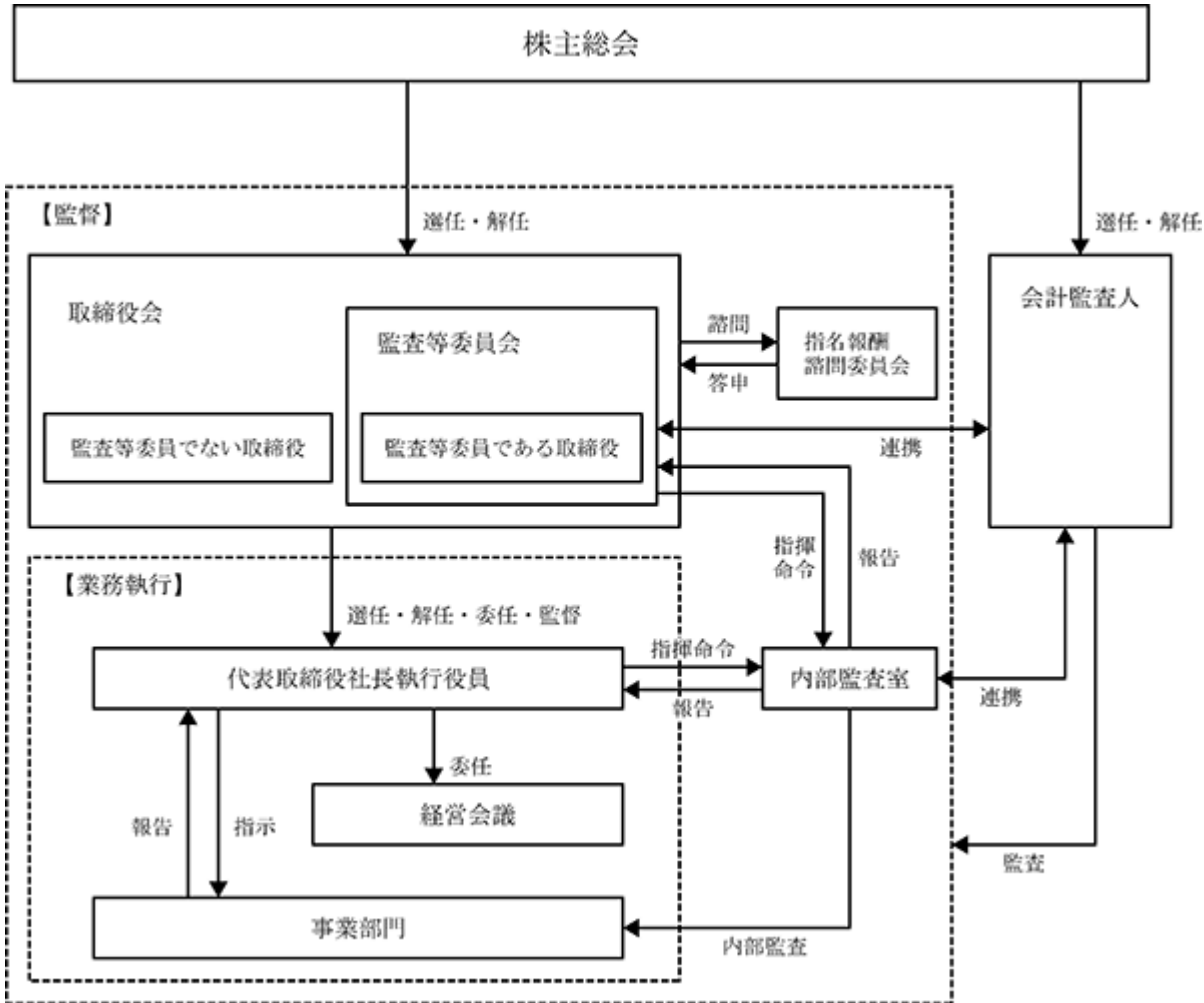 株主総会
【監督】
選任・解任
選任・解任
取締役会
監査等委員会
諮問
答申
指名報酬
諮問委員会
会計監査人
監査等委員でない取締役
監査等委員である取締役
連携
指揮
命令
報告
【業務執行】
選任・解任・委任・監督
代表取締役社長執行役員
指揮命令
報告
内部監査室
連携
委任
経営会議
報告
指示
監査
事業部門
内部監査